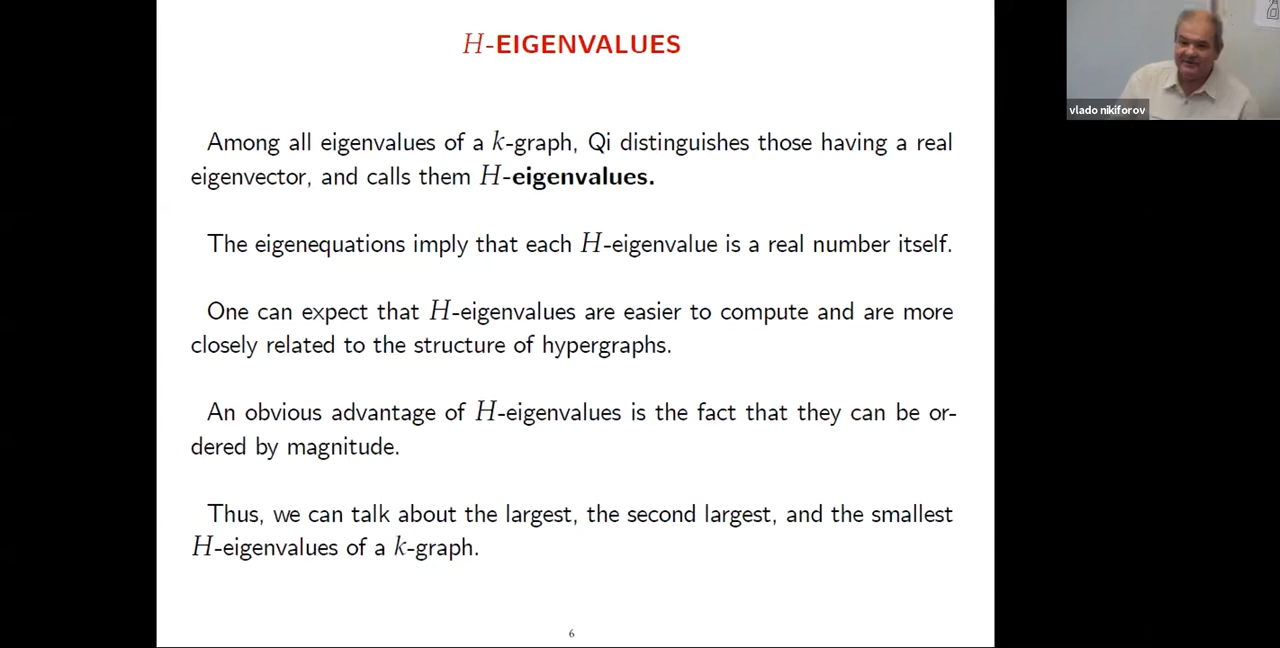 H-EIGENVALUES
Among all eigenvalues of a k-graph, Qi distinguishes those having a real
eigenvector, and calls them H-eigenvalues.
The eigenequations imply that each H-eigenvalue is a real number itself.
One can expect that H-eigenvalues are easier to compute and are more
closely related to the structure of hypergraphs.
An obvious advantage of H-eigenvalues is the fact that they can be or-
dered by magnitude.
Thus, we can talk about the largest, the second largest, and the smallest
H-eigenvalues of a k-graph.
6
vlado nikiforov